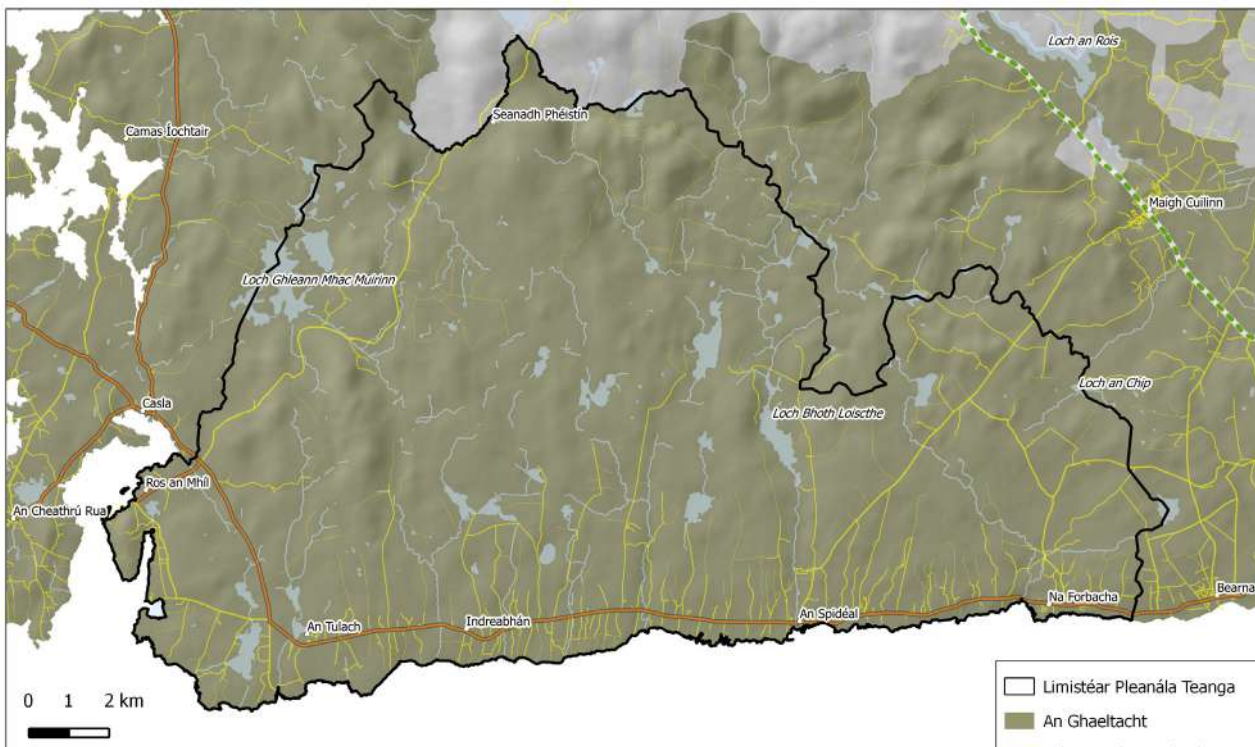 Loch an Rois
Camas Íochtair
Seanadh Phéistín
Maigh Cuilinn
Loch Ghleann Mhac Muirinn
Loch an Chip
Casla
Loch Bhoth Loiscthe
Ros an Mhíl
An Cheathrú Rua
Na Forbacha
Bearna
An Tulach
Indreabhán
An Spidéal
0 1 2 km
Limistéar Pleanála Teanga
An Ghaeltacht